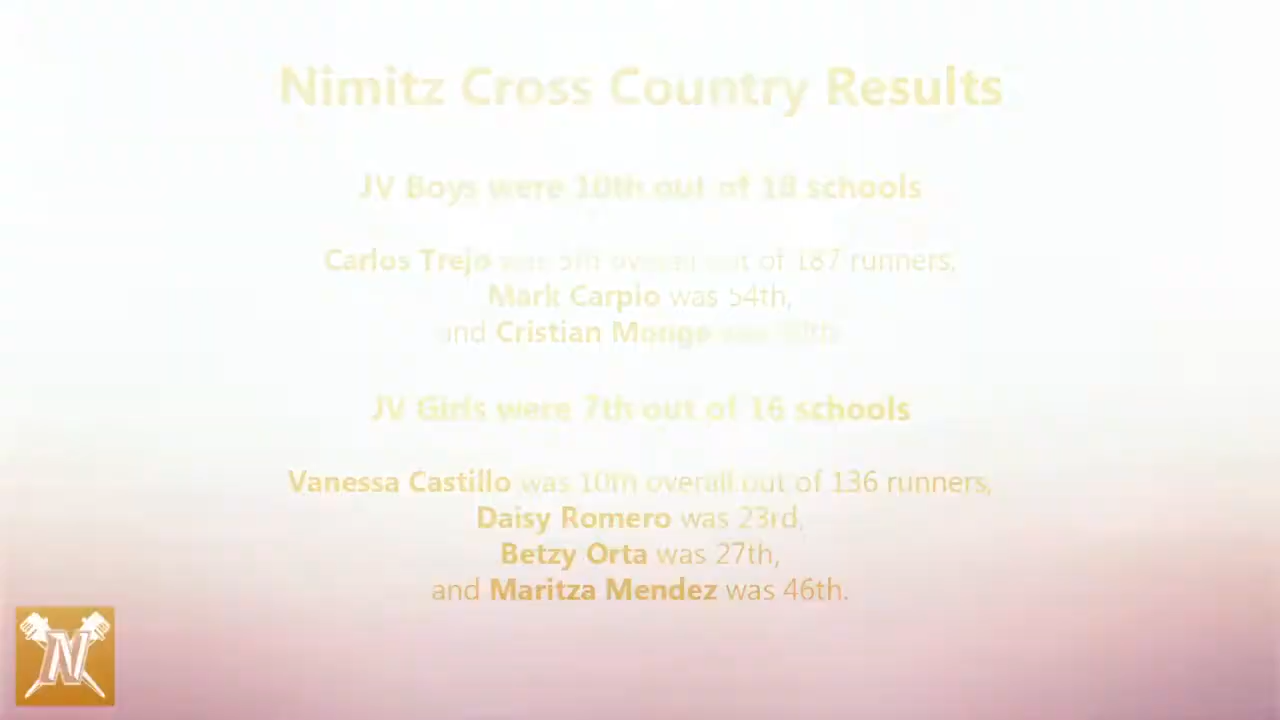 Nimitz Cross Country Results
JV Boys were 10th out of 18 schools
Carlos Trejo was 5th overall out of 187 runners,
Mark Carpio was 54th,
and Cristian Monge was
JV Girls were 7th out of 16 schools
Vanessa Castillo was 10th overall out of 136 runners,
Daisy Romero was 23rd,
Betzy Orta was 27th,
and Maritza Mendez was 46th.
N